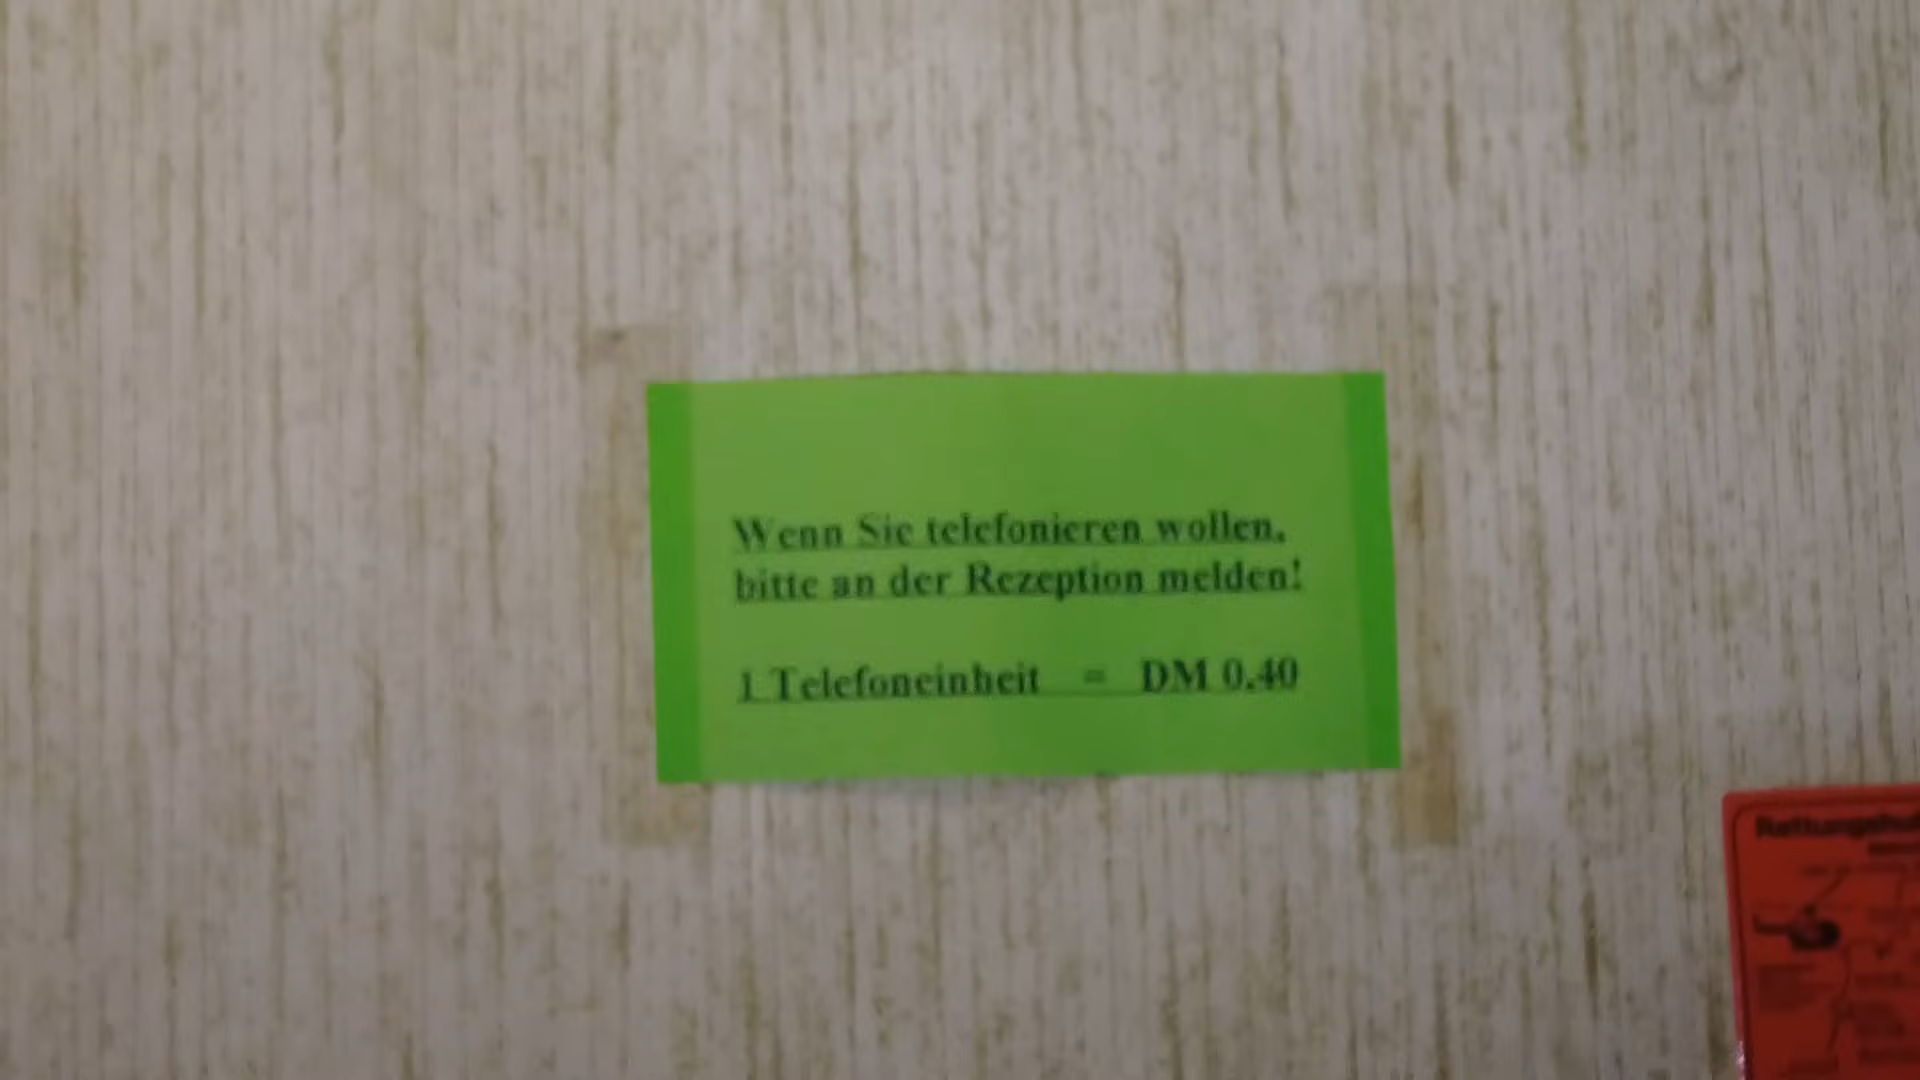 Wenn Sie telefonieren wollen,
bitte an der Rezeption melden!
1 Telefoneinheit = DM 0.40